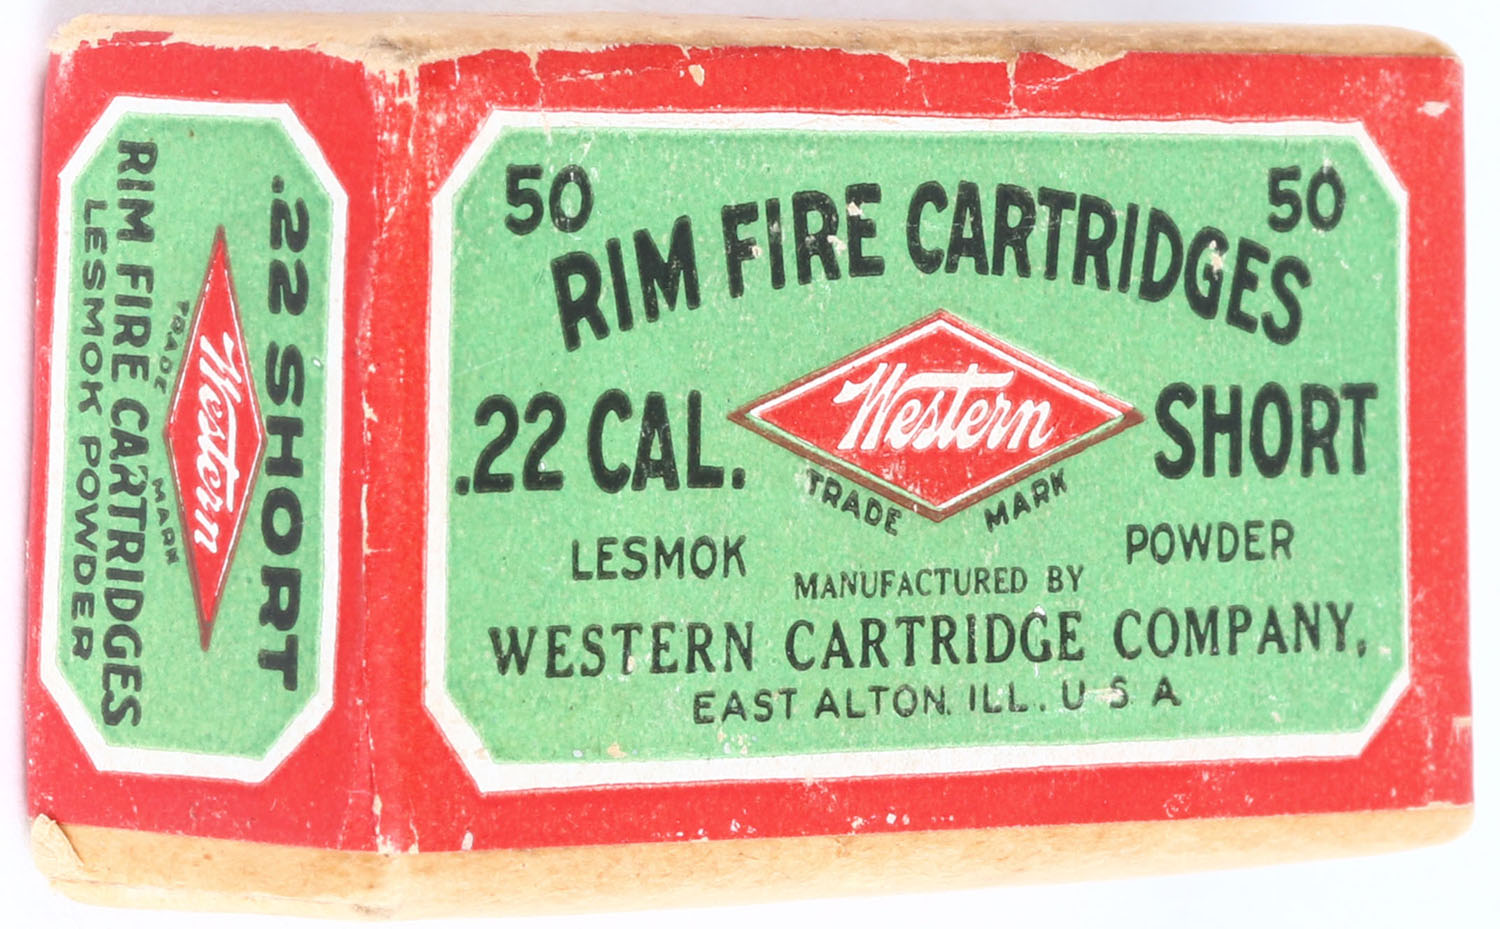 50 50
RIM FIRE CARTRIDGES
.22 CAL. Western SHORT
TRADE MARK
LESMOK POWDER
MANUFACTURED BY
WESTERN CARTRIDGE COMPANY,
EAST ALTON. ILL. U S A
.22 SHORT
Western
TRADE MARK
RIM FIRE CARTRIDGES
LESMOK POWDER